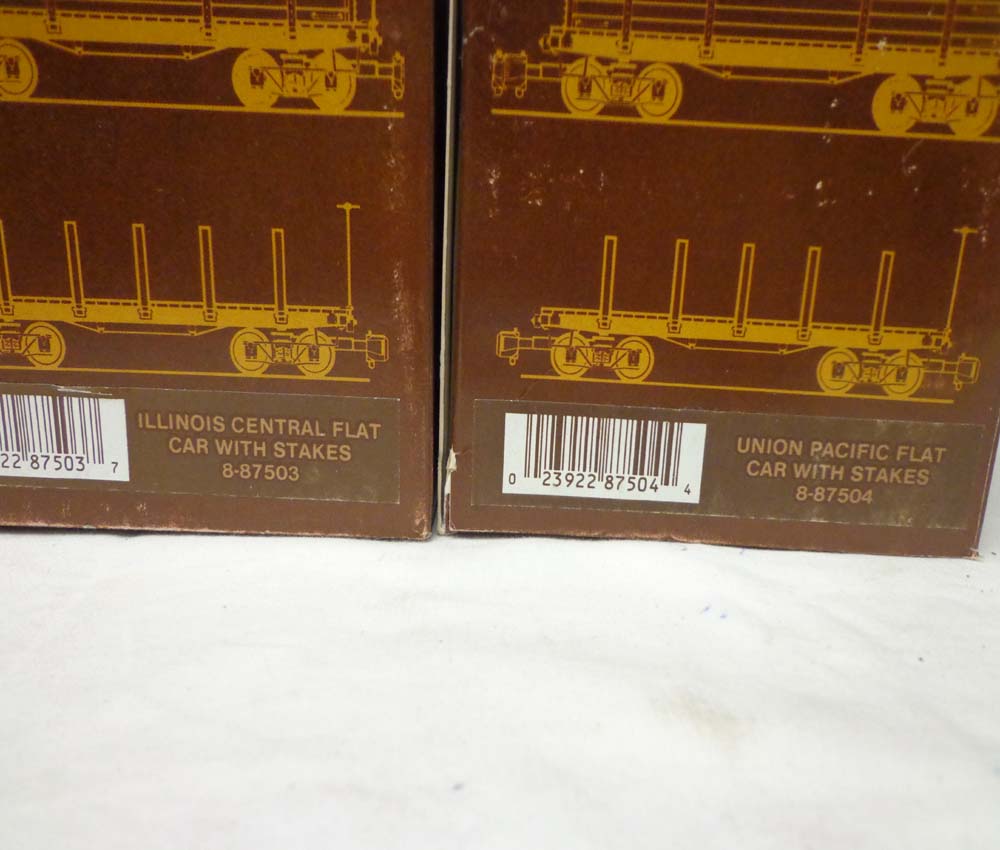 22 87503 7
ILLINOIS CENTRAL FLAT
CAR WITH STAKES
8-87503
0 23922 87504 4
UNION PACIFIC FLAT
CAR WITH STAKES
8-87504